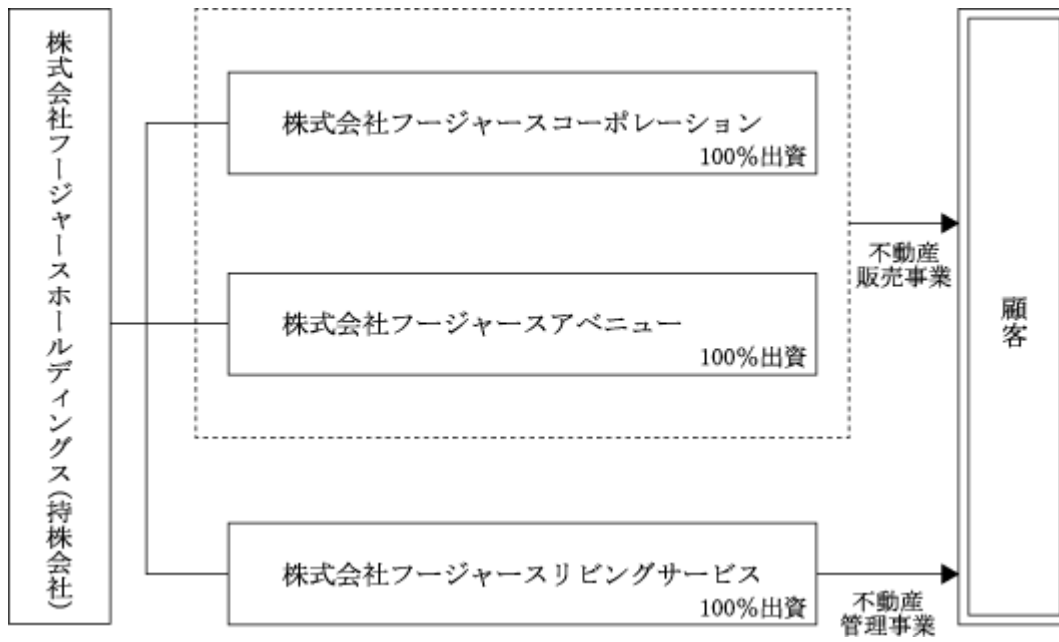 株式会社フージャースホールディングス(持株会社)
株式会社フージャースコーポレーション
100%出資
株式会社フージャースアベニュー
100%出資
不動産
販売事業
株式会社フージャースリビングサービス
100%出資
不動産
管理事業
顧客